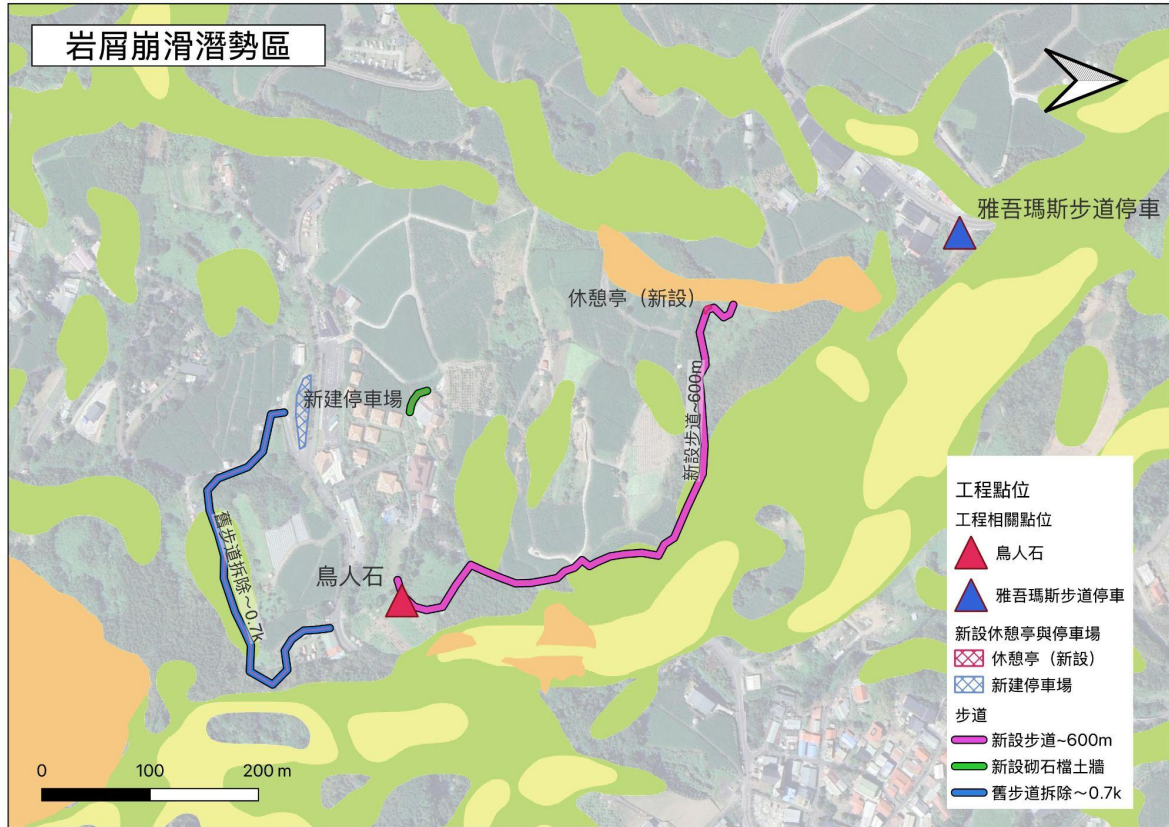 岩屑崩滑潛勢區
雅吾瑪斯步道停車
休憩亭（新設）
新建停車場
新設步道~600m
舊步道拆除～0.7k
鳥人石
0 100 200 m
工程點位
工程相關點位
鳥人石
雅吾瑪斯步道停車
新設休憩亭與停車場
休憩亭（新設）
新建停車場
步道
新設步道~600m
新設砌石檔土牆
舊步道拆除～0.7k